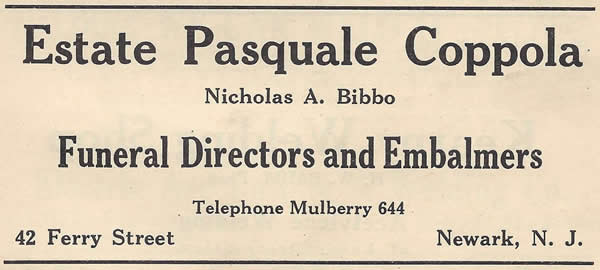 Estate Pasquale Coppola
Nicholas A. Bibbo
Funeral Directors and Embalmers
Telephone Mulberry 644
42 Ferry Street Newark, N. J.